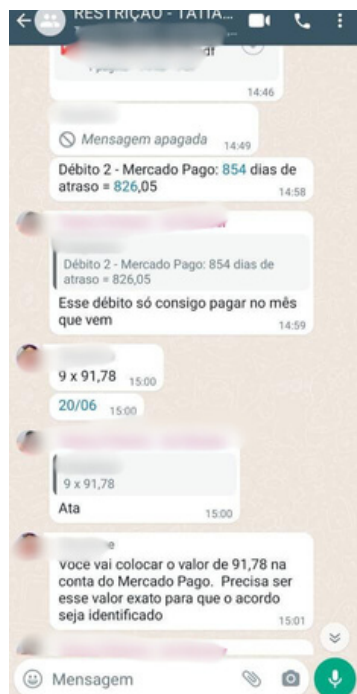 RESTRIÇÃO - TATIA...
14:46
Mensagem apagada 14:49
Débito 2 - Mercado Pago: 854 dias de
atraso = 826,05
14:58
Débito 2 - Mercado Pago: 854 dias de
atraso = 826,05
Esse débito só consigo pagar no mês
que vem
14:59
9 x 91,78 15:00
20/06 15:00
9 x 91,78
Ata
15:00
Você vai colocar o valor de 91,78 na
conta do Mercado Pago. Precisa ser
esse valor exato para que o acordo
seja identificado
15:01
Mensagem